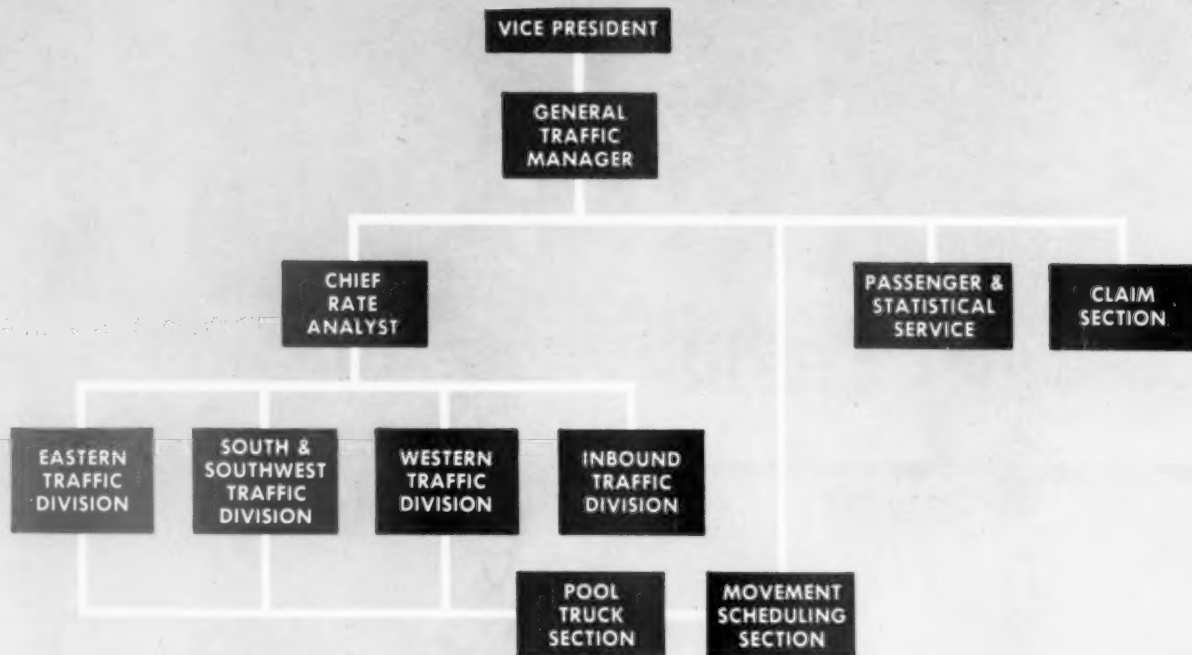 VICE PRESIDENT
GENERAL
TRAFFIC
MANAGER
CHIEF
RATE
ANALYST
PASSENGER &
STATISTICAL
SERVICE
CLAIM
SECTION
EASTERN
TRAFFIC
DIVISION
SOUTH &
SOUTHWEST
TRAFFIC
DIVISION
WESTERN
TRAFFIC
DIVISION
INBOUND
TRAFFIC
DIVISION
POOL
TRUCK
SECTION
MOVEMENT
SCHEDULING
SECTION